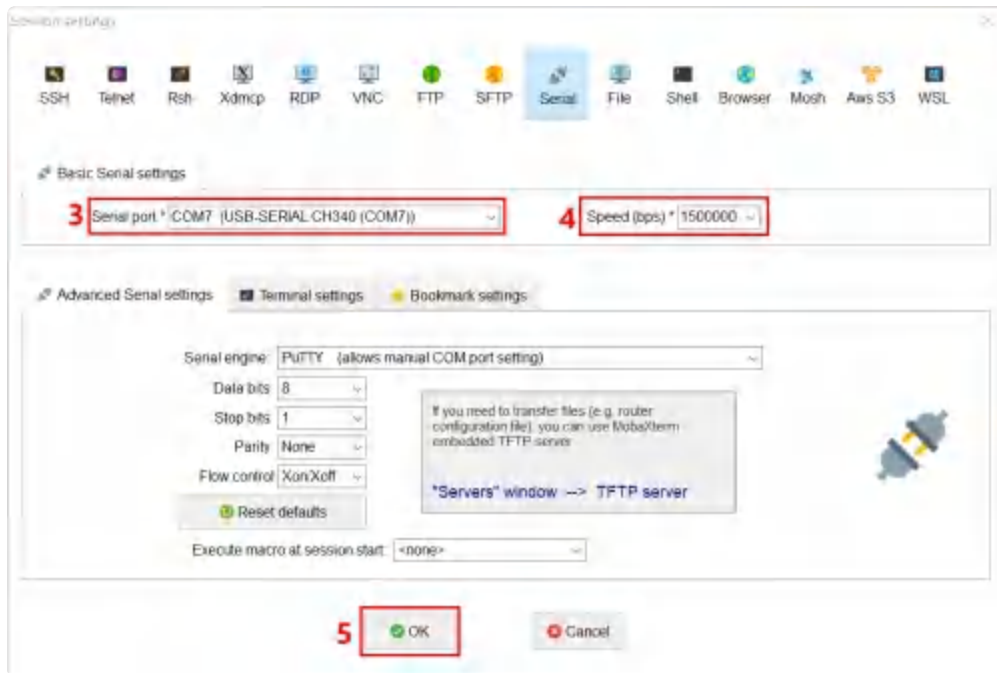 Session settings
SSH Telnet Rsh Xdmcp RDP VNC FTP SFTP Serial File Shell Browser Mosh Aws S3 WSL
Basic Serial settings
3 Serial port * COM7 (USB-SERIAL CH340 (COM7)) 4 Speed (bps) * 1500000
Advanced Serial settings Terminal settings Bookmark settings
Serial engine: PuTTY (allows manual COM port setting)
Data bits 8
Stop bits 1
Parity None
Flow control Xon/Xoff
Reset defaults
If you need to transfer files (e.g. router
configuration file), you can use MobaXterm
embedded TFTP server
"Servers" window --> TFTP server
Execute macro at session start: <none>
5 OK Cancel